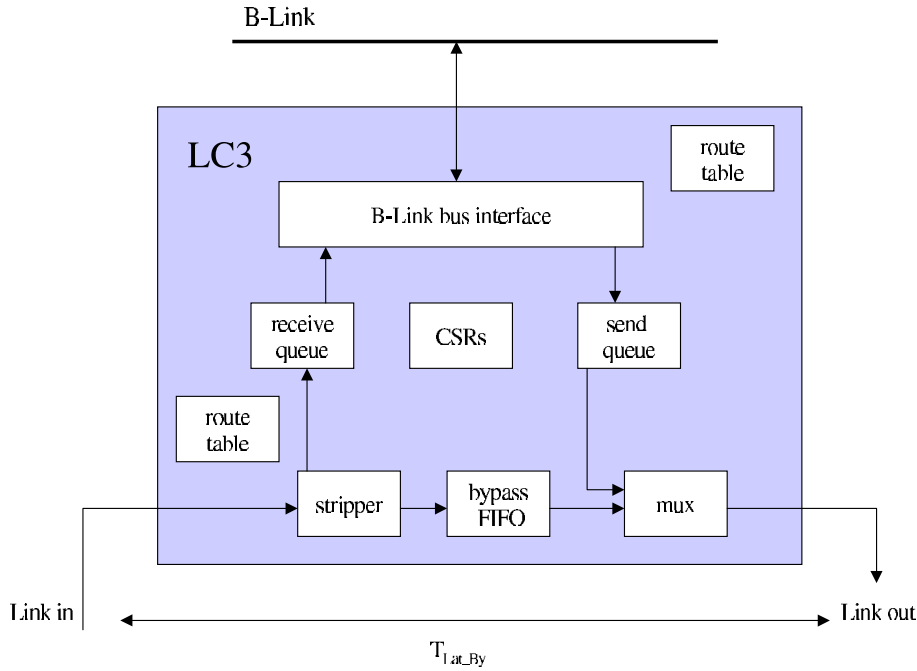 B-Link
LC3
route
table
B-Link bus interface
receive
queue
CSRs
send
queue
route
table
stripper
bypass
FIFO
mux
Link in
Link out
T_Lat_By